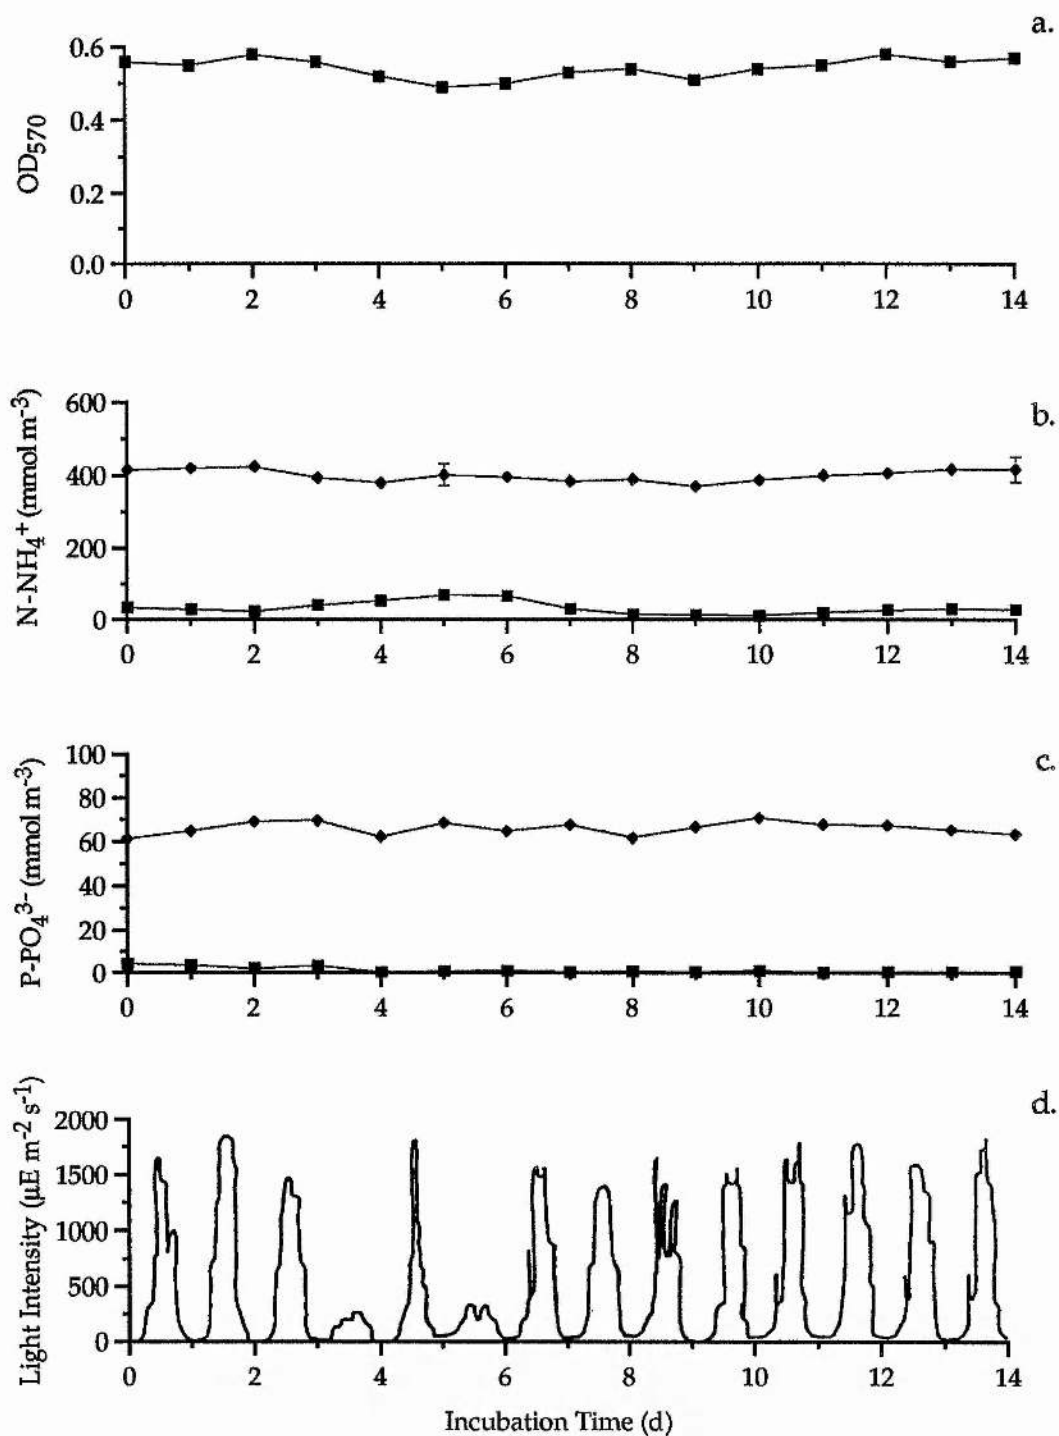 a.
0.6
0.4
0.2
0.0
OD570
0 2 4 6 8 10 12 14
b.
600
400
200
0
N-NH4+ (mmol m-3)
0 2 4 6 8 10 12 14
c.
100
80
60
40
20
0
P-PO43- (mmol m-3)
0 2 4 6 8 10 12 14
d.
2000
1500
1000
500
0
Light Intensity (µE m-2 s-1)
0 2 4 6 8 10 12 14
Incubation Time (d)